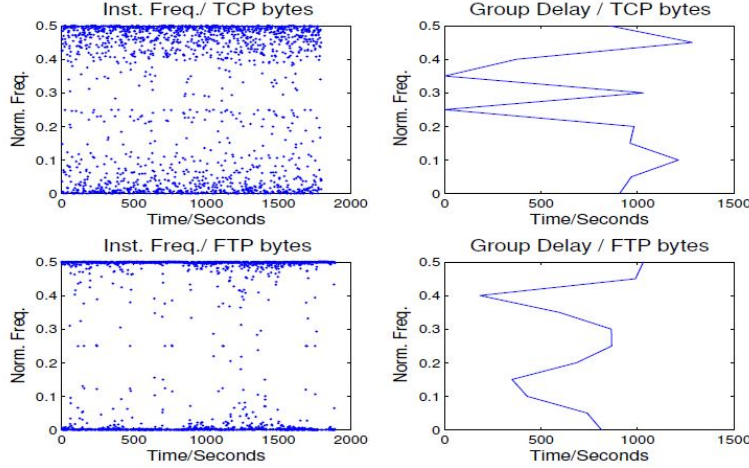 Inst. Freq./ TCP bytes
Norm. Freq.
0.5
0.4
0.3
0.2
0.1
0
0 500 1000 1500 2000
Time/Seconds
Group Delay / TCP bytes
Norm. Freq.
0.5
0.4
0.3
0.2
0.1
0
0 500 1000 1500
Time/Seconds
Inst. Freq./ FTP bytes
Norm. Freq.
0.5
0.4
0.3
0.2
0.1
0
0 500 1000 1500 2000
Time/Seconds
Group Delay / FTP bytes
Norm. Freq.
0.5
0.4
0.3
0.2
0.1
0
0 500 1000 1500
Time/Seconds